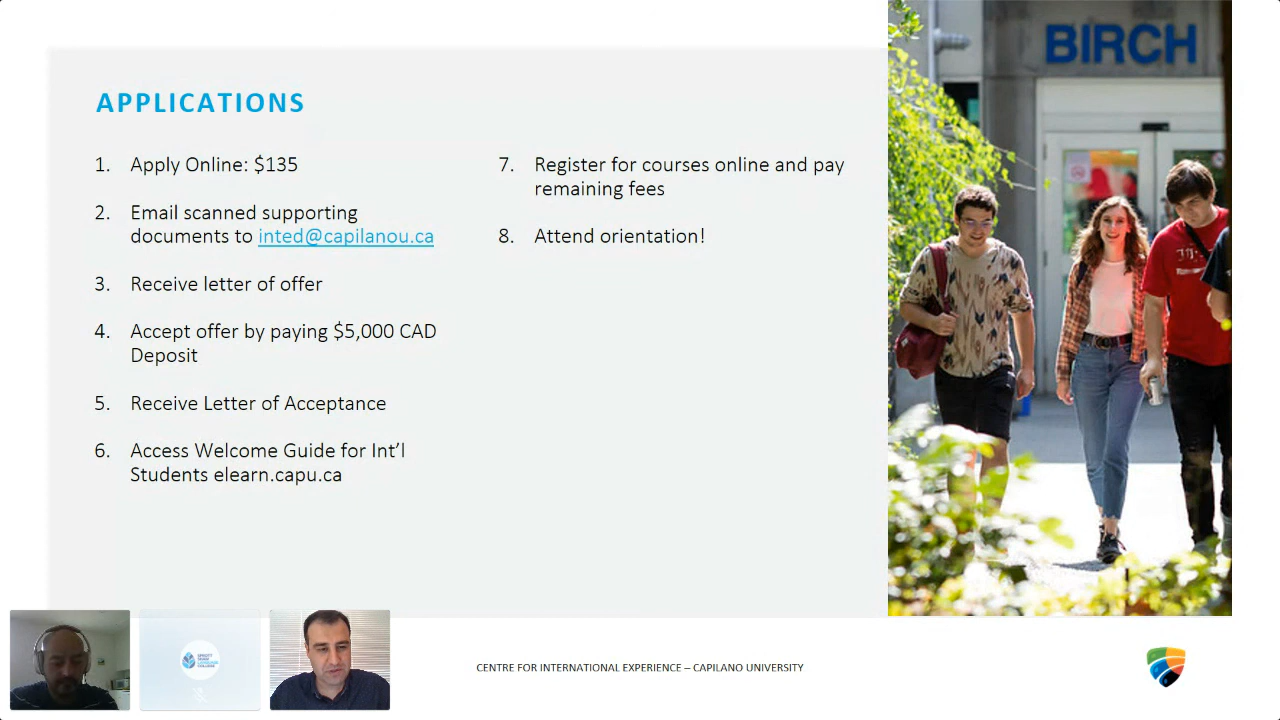 APPLICATIONS
1. Apply Online: $135
2. Email scanned supporting
documents to inted@capilanou.ca
3. Receive letter of offer
4. Accept offer by paying $5,000 CAD
Deposit
5. Receive Letter of Acceptance
6. Access Welcome Guide for Int'l
Students elearn.capu.ca
7. Register for courses online and pay
remaining fees
8. Attend orientation!
BIRCH
CENTRE FOR INTERNATIONAL EXPERIENCE – CAPILANO UNIVERSITY